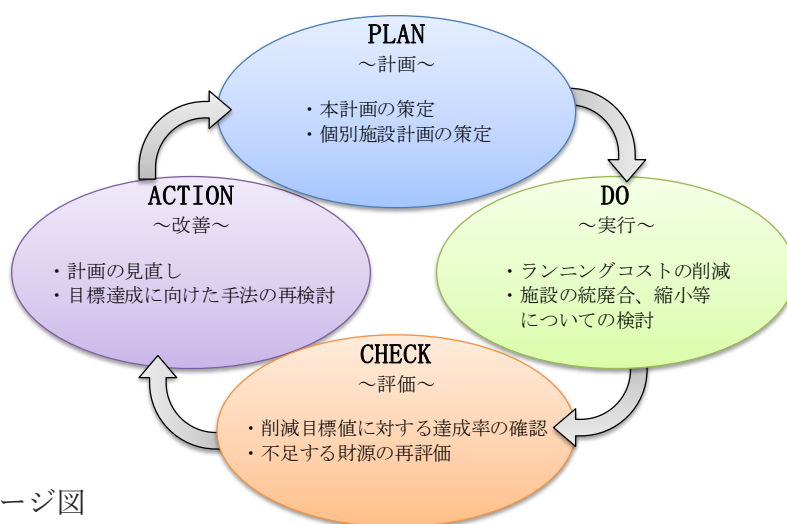 PLAN
～計画～
・本計画の策定
・個別施設計画の策定
DO
～実行～
・ランニングコストの削減
・施設の統廃合、縮小等
についての検討
CHECK
～評価～
・削減目標値に対する達成率の確認
・不足する財源の再評価
ACTION
～改善～
・計画の見直し
・目標達成に向けた手法の再検討
ージ図